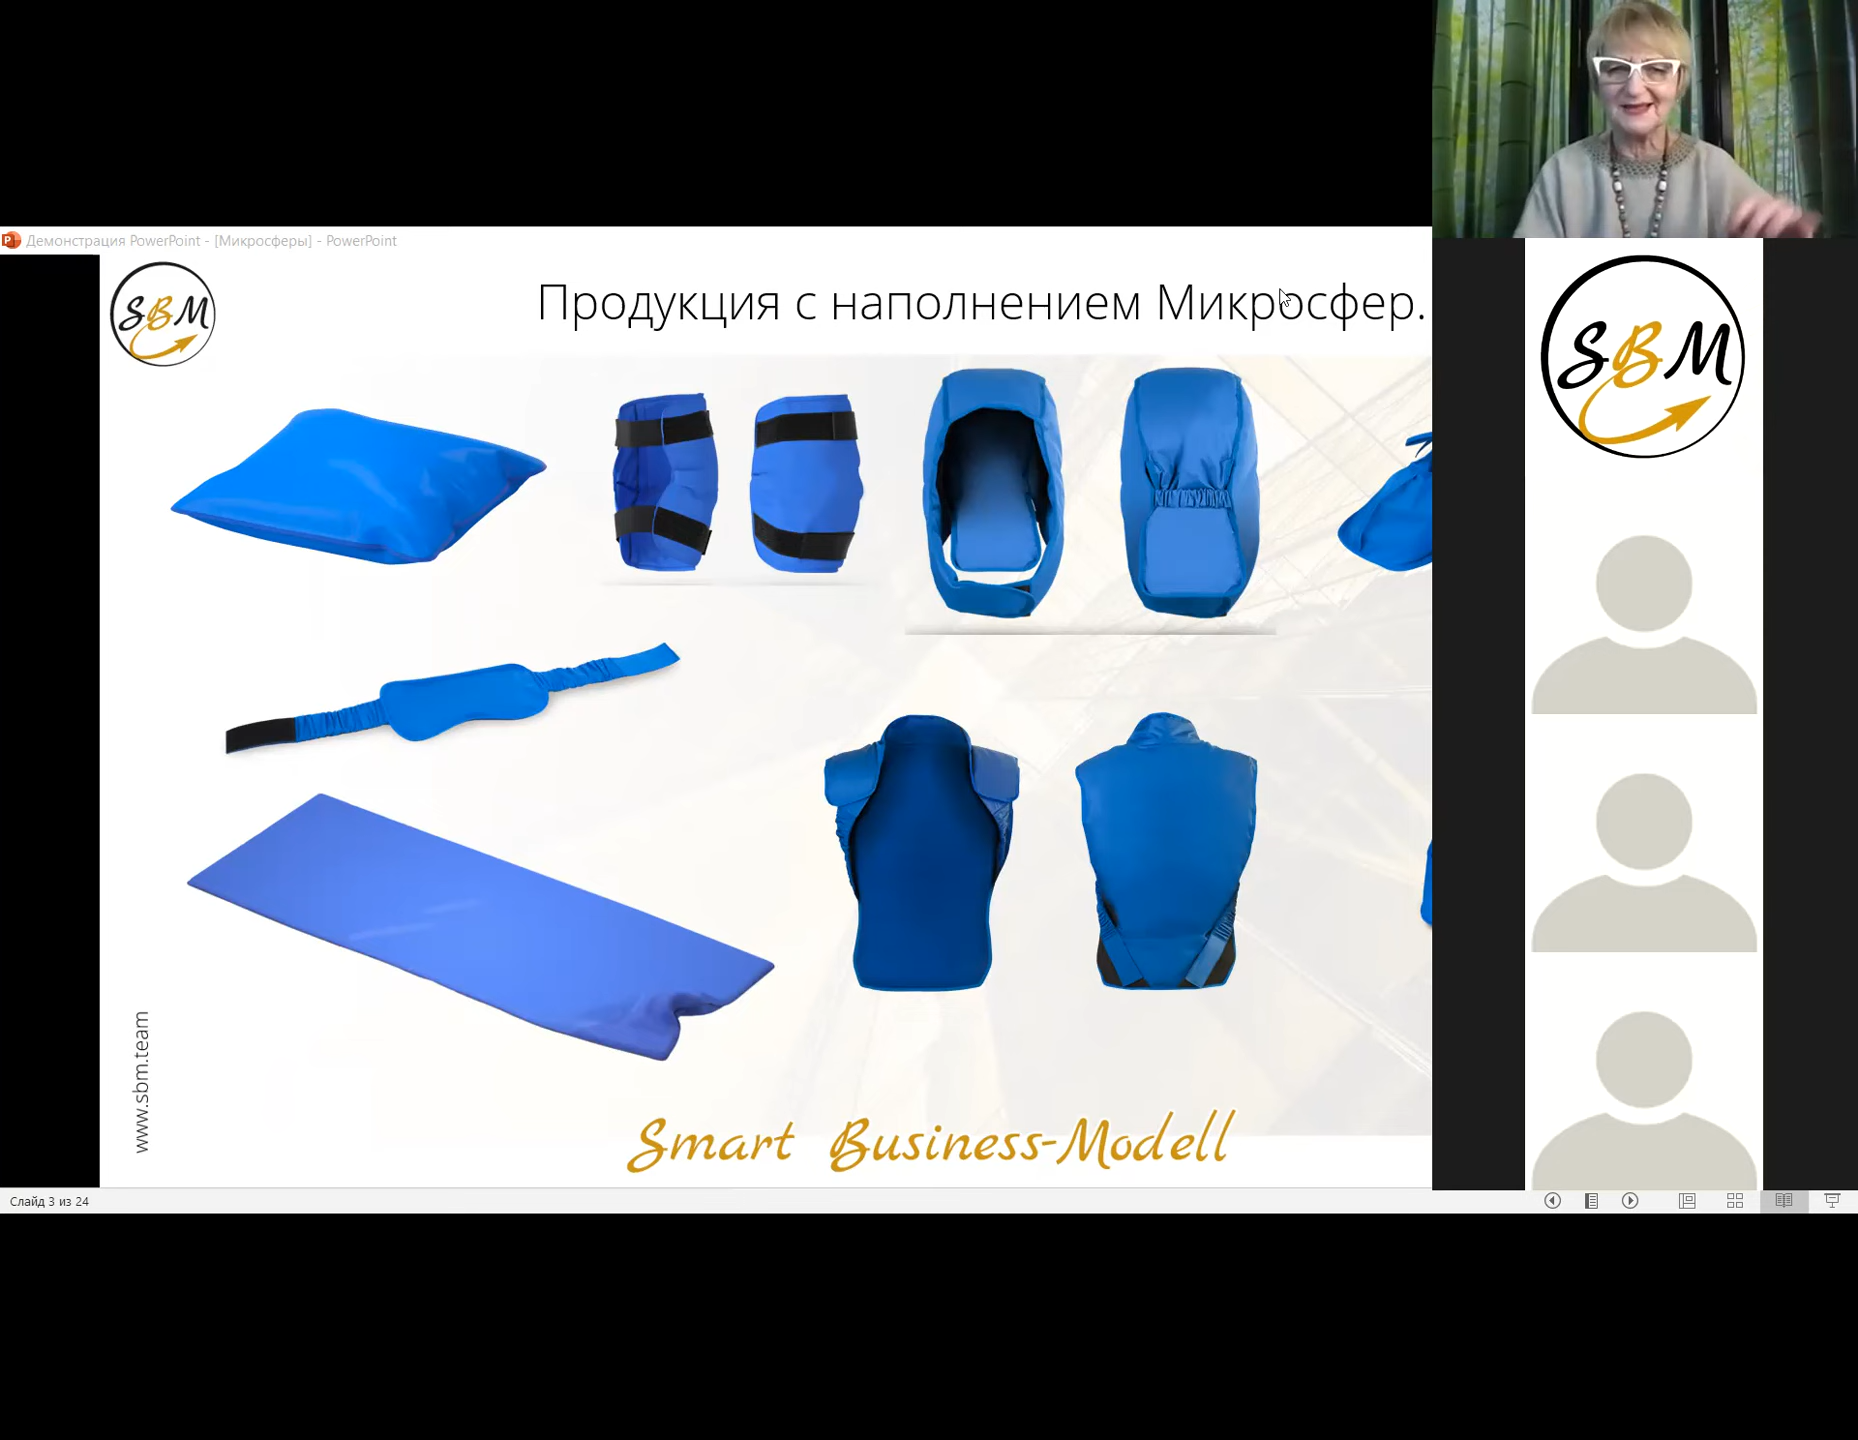 Демонстрация PowerPoint - [Микросферы] - PowerPoint
SBM
Продукция с наполнением Микросфер.
SBM
www.sbm.team
Smart Business-Modell
Слайд 3 из 24